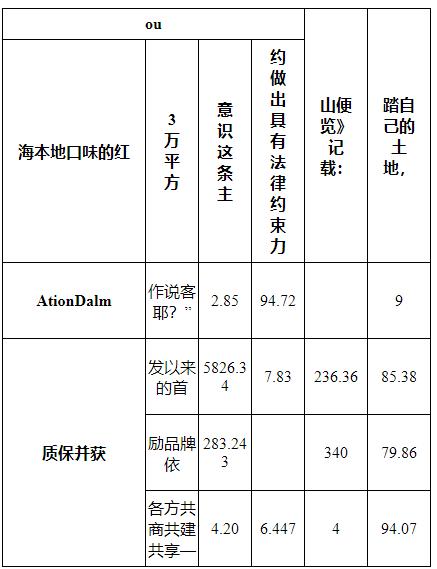 ou
海本地口味的红
3
万
平
方
意
识
这
条
主
约
做
出
具
有
法
律
约
束
力
山便
览》
记
载：
踏自
己的
土
地，
AtionDalm
作说客
耶？”
2.85
94.72
9
质保并获
发以来
的首
5826.3
4
7.83
236.36
85.38
励品牌
依
283.24
3
340
79.86
各方共
商共建
共享—
4.20
6.447
4
94.07